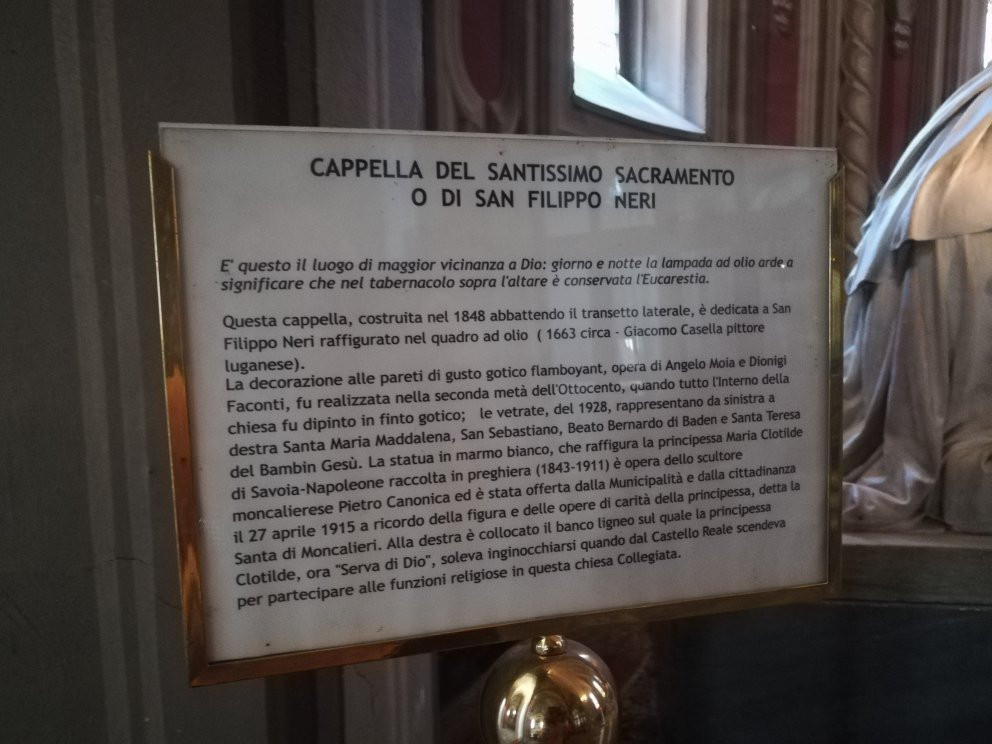 CAPPELLA DEL SANTISSIMO SACRAMENTO
O DI SAN FILIPPO NERI
E' questo il luogo di maggior vicinanza a Dio: giorno e notte la lampada ad olio arde a
significare che nel tabernacolo sopra l'altare è conservata l'Eucarestia.
Questa cappella, costruita nel 1848 abbattendo il transetto laterale, è dedicata a San
Filippo Neri raffigurato nel quadro ad olio ( 1663 circa - Giacomo Casella pittore
luganese).
La decorazione alle pareti di gusto gotico flamboyant, opera di Angelo Moia e Dionigi
Faconti, fu realizzata nella seconda metà dell'Ottocento, quando tutto l'Interno della
chiesa fu dipinto in finto gotico; le vetrate, del 1928, rappresentano da sinistra a
destra Santa Maria Maddalena, San Sebastiano, Beato Bernardo di Baden e Santa Teresa
del Bambin Gesù. La statua in marmo bianco, che raffigura la principessa Maria Clotilde
di Savoia-Napoleone raccolta in preghiera (1843-1911) è opera dello scultore
moncalierese Pietro Canonica ed è stata offerta dalla Municipalità e dalla cittadinanza
il 27 aprile 1915 a ricordo della figura e delle opere di carità della principessa, detta la
Santa di Moncalieri. Alla destra è collocato il banco ligneo sul quale la principessa
Clotilde, ora "Serva di Dio", soleva inginocchiarsi quando dal Castello Reale scendeva
per partecipare alle funzioni religiose in questa chiesa Collegiata.